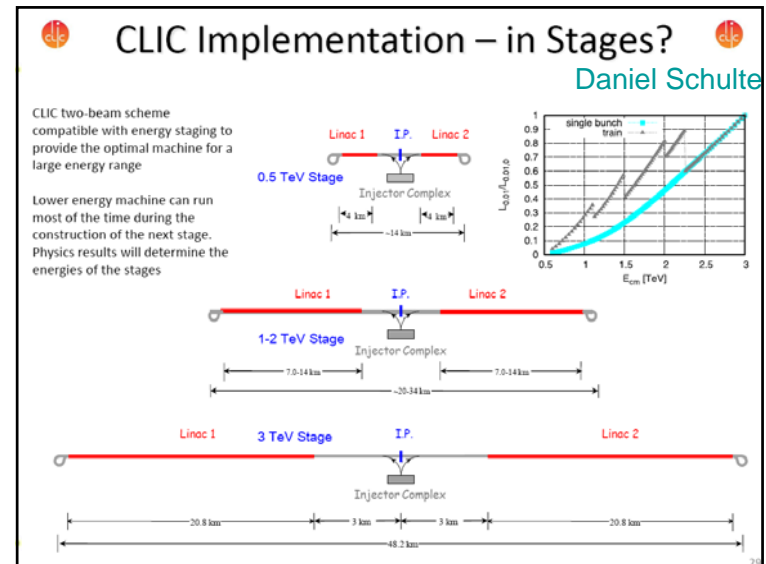 clic
CLIC Implementation – in Stages?
clic
Daniel Schulte
CLIC two-beam scheme
compatible with energy staging to
provide the optimal machine for a
large energy range
Lower energy machine can run
most of the time during the
construction of the next stage.
Physics results will determine the
energies of the stages
Linac 1 I.P. Linac 2
0.5 TeV Stage
Injector Complex
4 km 4 km
~14 km
single bunch
train
L0.01/L0.01,0
1
0.9
0.8
0.7
0.6
0.5
0.4
0.3
0.2
0.1
0
0.5 1 1.5 2 2.5 3
Ecm [TeV]
Linac 1 I.P. Linac 2
1-2 TeV Stage
Injector Complex
7.0-14 km 7.0-14 km
~20-34 km
Linac 1 3 TeV Stage I.P. Linac 2
Injector Complex
20.8 km 3 km 3 km 20.8 km
48.2 km